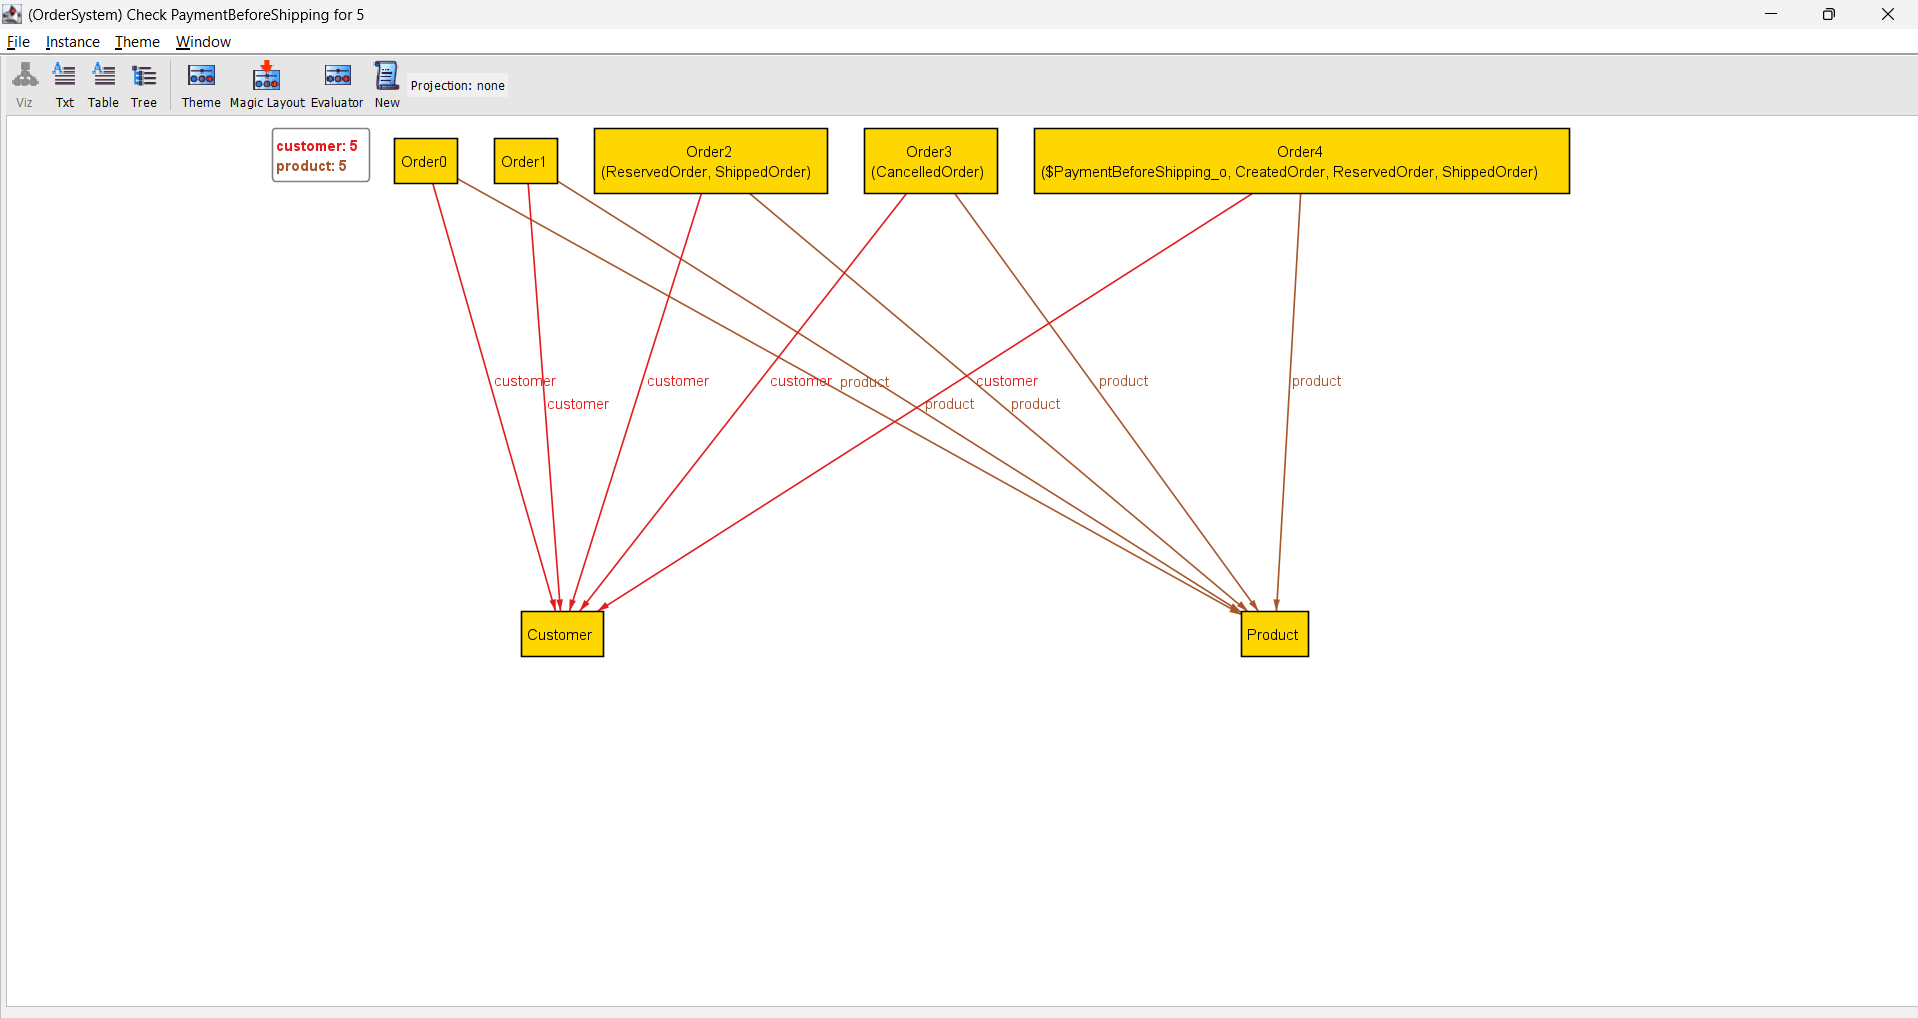 (OrderSystem) Check PaymentBeforeShipping for 5
File Instance Theme Window
Viz Txt Table Tree Theme Magic Layout Evaluator New Projection: none
customer: 5
product: 5
Order0
Order1
Order2
(ReservedOrder, ShippedOrder)
Order3
(CancelledOrder)
Order4
($PaymentBeforeShipping_o, CreatedOrder, ReservedOrder, ShippedOrder)
customer
customer
customer
customer
product
product
customer
product
product
product
Customer
Product